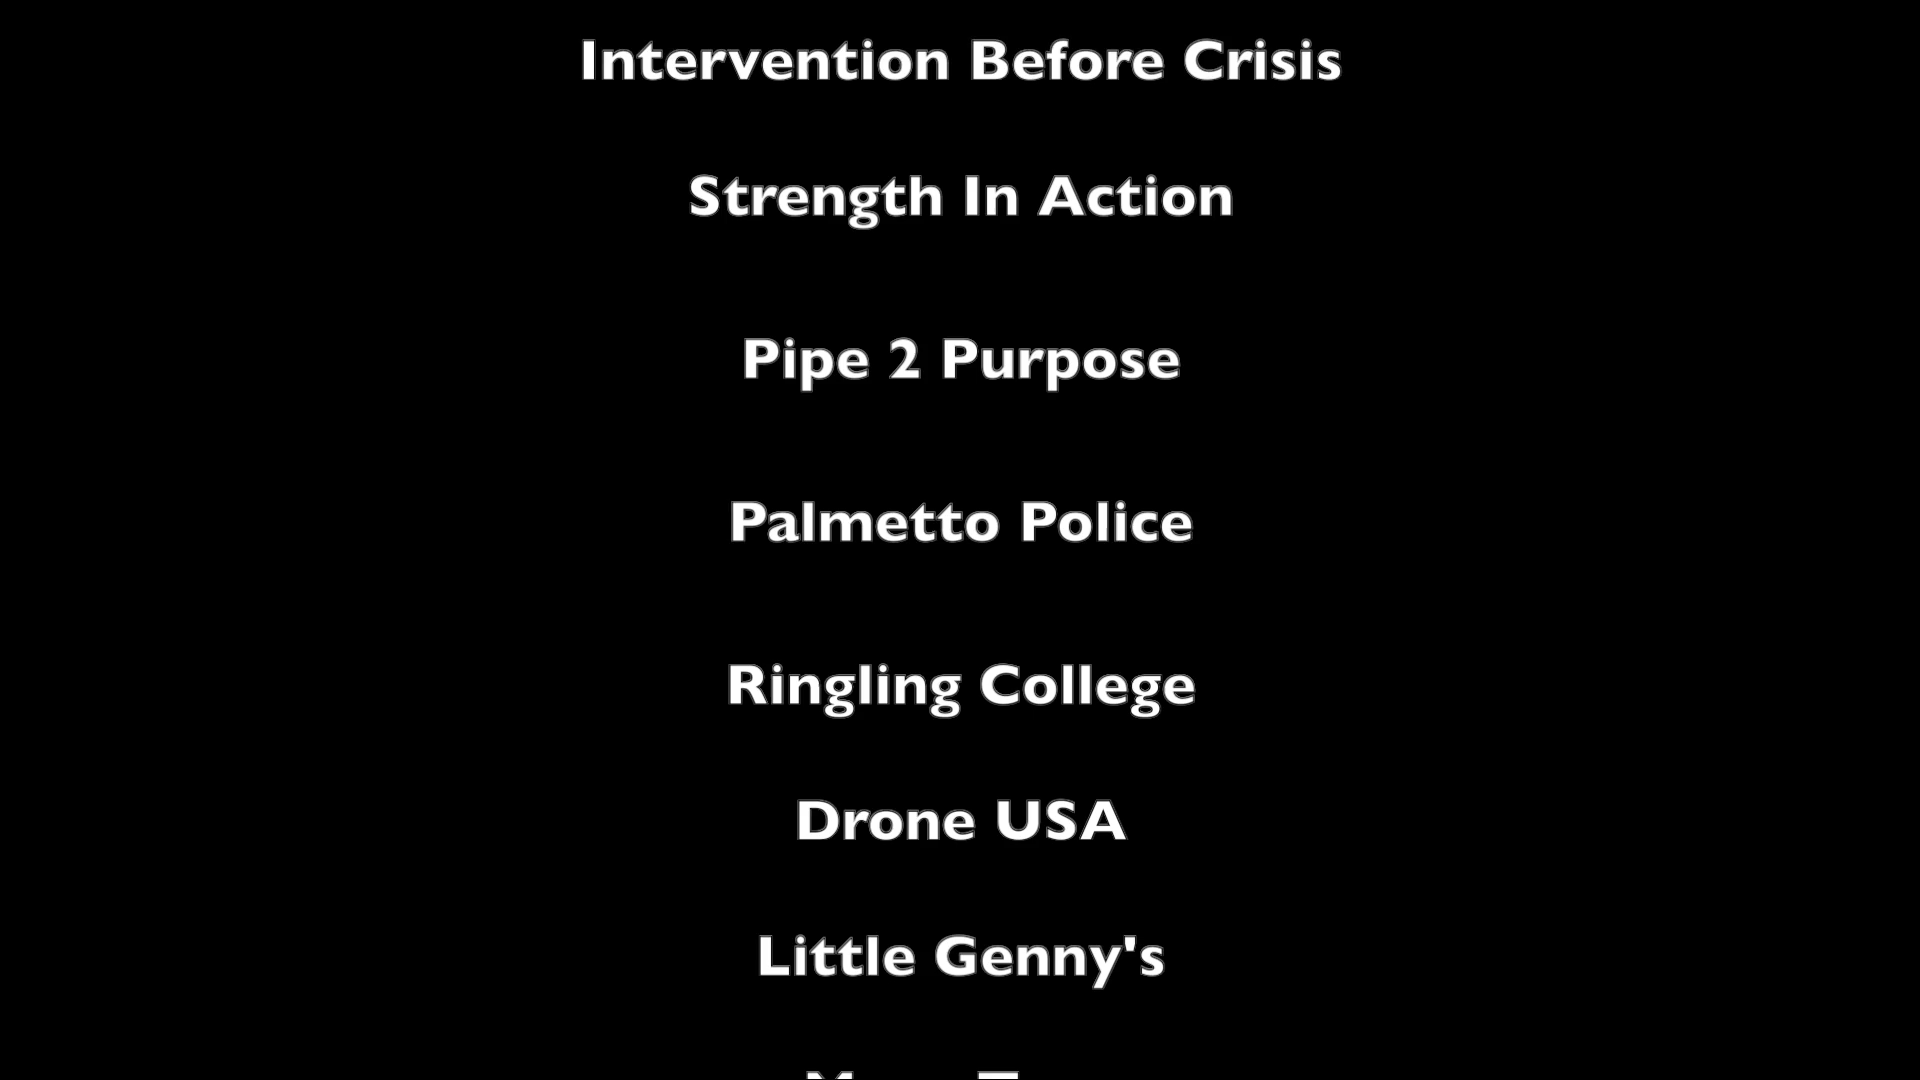 Intervention Before Crisis
Strength In Action
Pipe 2 Purpose
Palmetto Police
Ringling College
Drone USA
Little Genny's